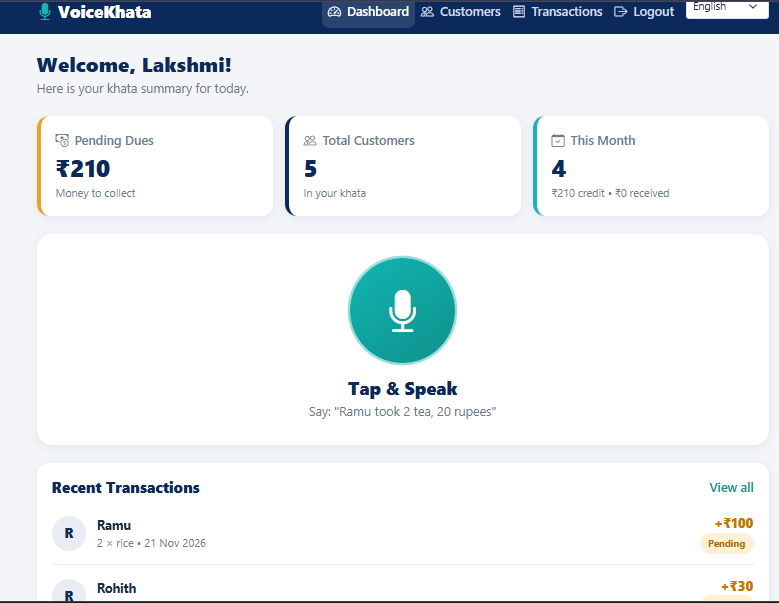 VoiceKhata
Dashboard
Customers
Transactions
Logout
English
Welcome, Lakshmi!
Here is your khata summary for today.
Pending Dues
₹210
Money to collect
Total Customers
5
In your khata
This Month
4
₹210 credit • ₹0 received
Tap & Speak
Say: "Ramu took 2 tea, 20 rupees"
Recent Transactions
View all
R
Ramu
2 × rice • 21 Nov 2026
+₹100
Pending
R
Rohith
+₹30